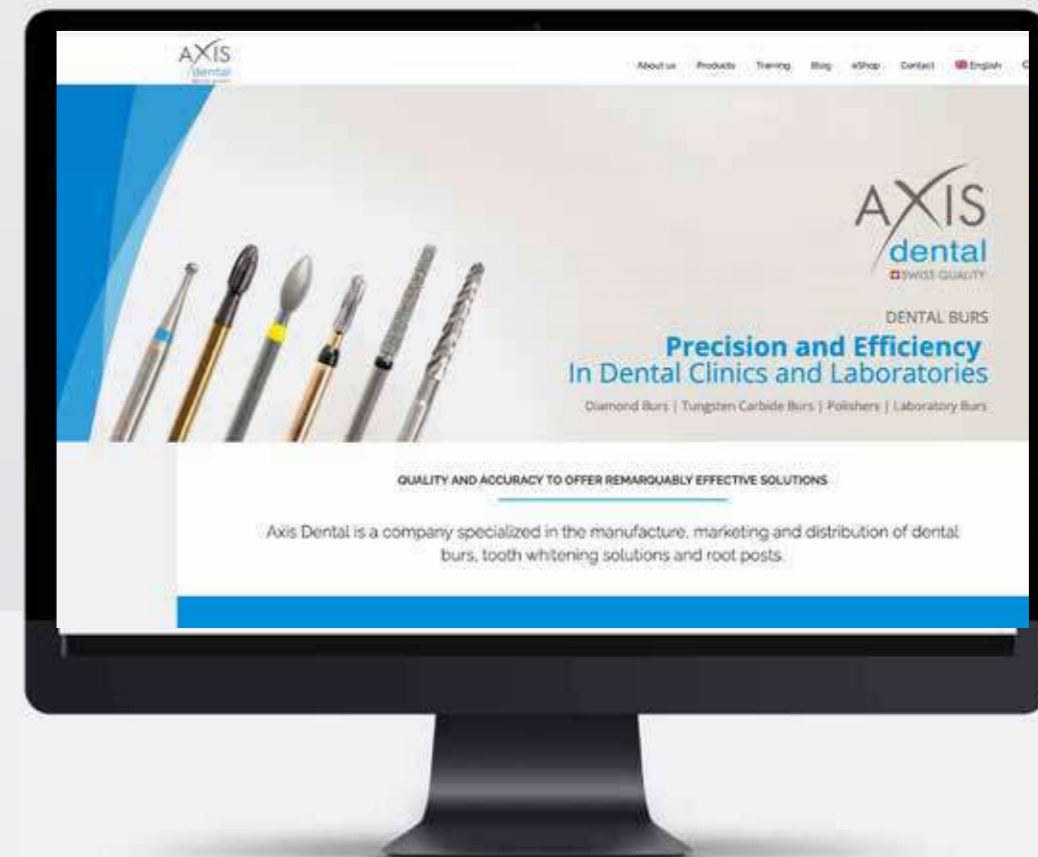 AXIS
dental
About us Products Training Blog eShop Contact English
AXIS
dental
SWISS QUALITY
DENTAL BURS
Precision and Efficiency
In Dental Clinics and Laboratories
Diamond Burs | Tungsten Carbide Burs | Polishers | Laboratory Burs
QUALITY AND ACCURACY TO OFFER REMARQUABLY EFFECTIVE SOLUTIONS
Axis Dental is a company specialized in the manufacture, marketing and distribution of dental
burs, tooth whitening solutions and root posts.